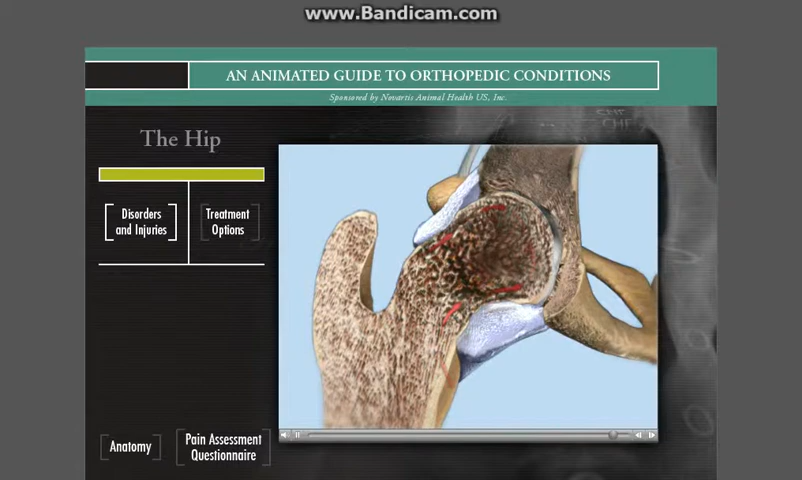 www.Bandicam.com
AN ANIMATED GUIDE TO ORTHOPEDIC CONDITIONS
Sponsored by Novartis Animal Health US, Inc.
The Hip
Disorders
and Injuries
Treatment
Options
Anatomy
Pain Assessment
Questionnaire